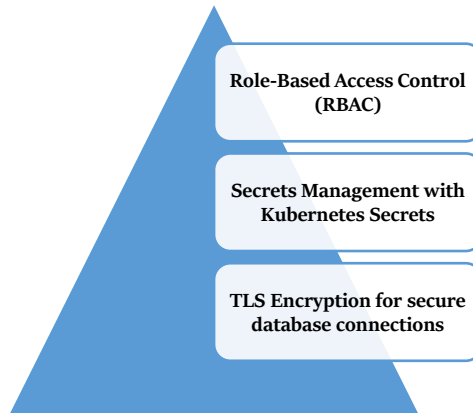 Role-Based Access Control
(RBAC)
Secrets Management with
Kubernetes Secrets
TLS Encryption for secure
database connections